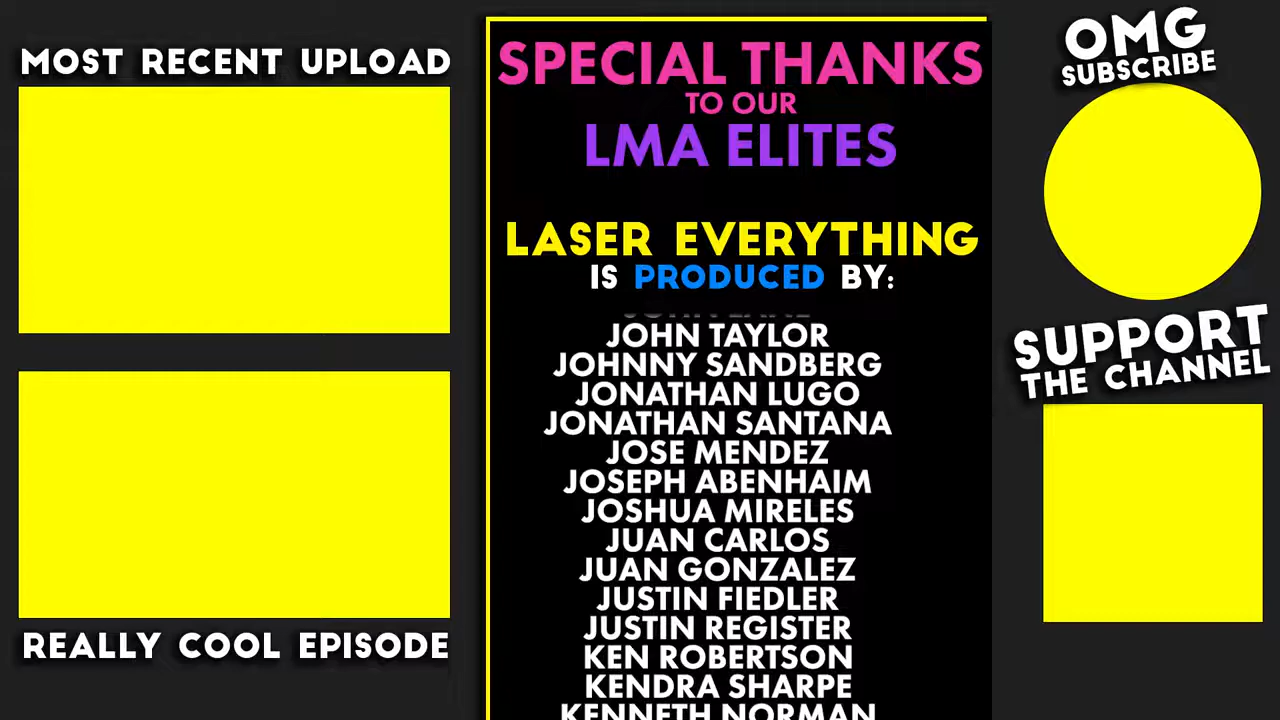 MOST RECENT UPLOAD
REALLY COOL EPISODE
SPECIAL THANKS
TO OUR
LMA ELITES
LASER EVERYTHING
IS PRODUCED BY:
JOHN TAYLOR
JOHNNY SANDBERG
JONATHAN LUGO
JONATHAN SANTANA
JOSE MENDEZ
JOSEPH ABENHAIM
JOSHUA MIRELES
JUAN CARLOS
JUAN GONZALEZ
JUSTIN FIEDLER
JUSTIN REGISTER
KEN ROBERTSON
KENDRA SHARPE
KENNETH NORMAN
OMG
SUBSCRIBE
SUPPORT
THE CHANNEL